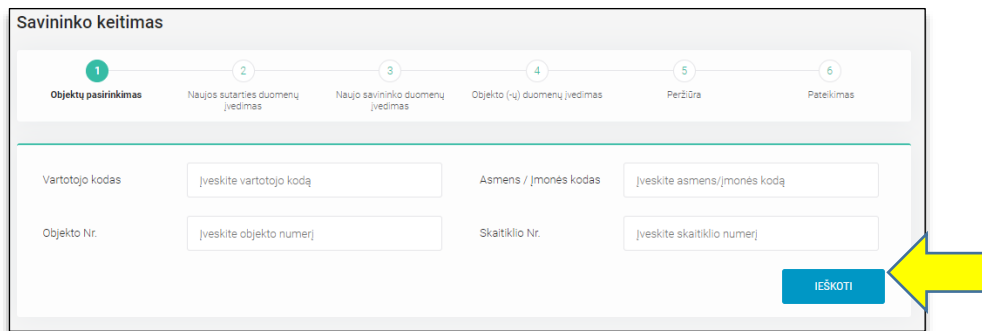 Savininko keitimas
1 2 3 4 5 6
Objektų pasirinkimas Naujos sutarties duomenų Naujo savininko duomenų Objekto (-ų) duomenų įvedimas Peržiūra Pateikimas
įvedimas įvedimas
Vartotojo kodas Įveskite vartotojo kodą Asmens / Įmonės kodas Įveskite asmens/įmonės kodą
Objekto Nr. Įveskite objekto numerį Skaitiklio Nr. Įveskite skaitiklio numerį
IEŠKOTI